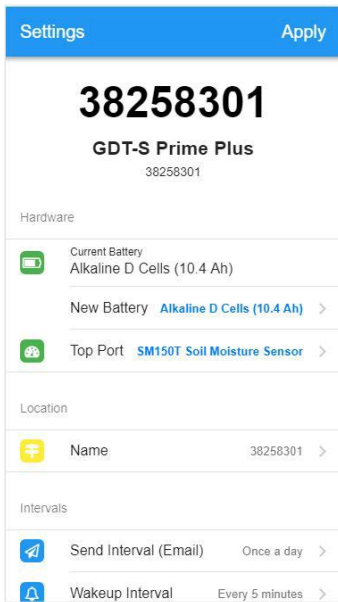 Settings Apply
38258301
GDT-S Prime Plus
38258301
Hardware
Current Battery
Alkaline D Cells (10.4 Ah)
New Battery Alkaline D Cells (10.4 Ah)
Top Port SM150T Soil Moisture Sensor
Location
Name 38258301
Intervals
Send Interval (Email) Once a day
Wakeup Interval Every 5 minutes